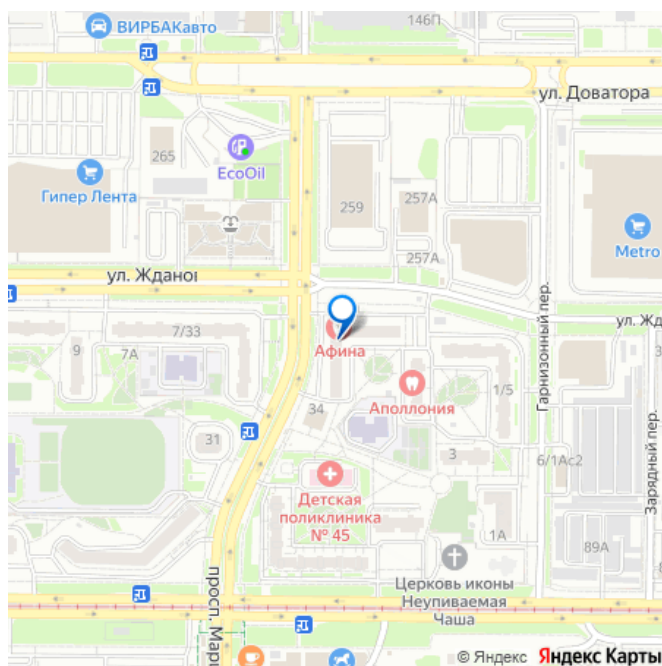 146П
ВИРБАКавто
ул. Доватора
265
EcoOil
Гипер Лента
259
257А
257А
Metro
ул. Жданоı
Гарнизонный пер.
ул. Жд
7/33
9
7А
Афина
Аполлония
1/5
34
31
3
6/1Ас2
Зарядный пер.
Детская
поликлиника
№ 45
1А
89А
Церковь иконы
Неупиваемая
Чаша
просп. Мар
© Яндекс Яндекс Карты